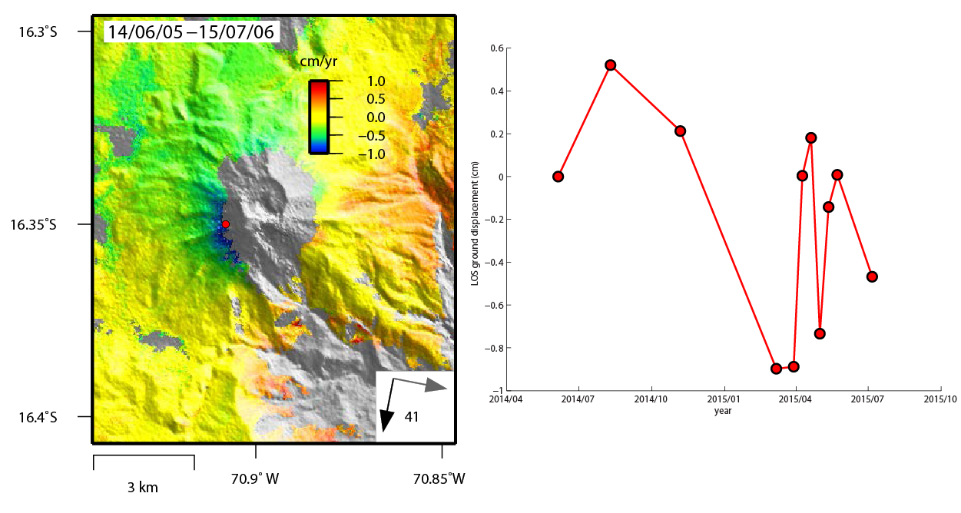 14/06/05 –15/07/06
cm/yr
1.0
0.5
0.0
−0.5
−1.0
16.3°S
16.35°S
16.4°S
41
3 km
70.9° W
70.85°W
0.6
0.4
0.2
0
−0.2
−0.4
−0.6
−0.8
−1
LOS ground displacement (cm)
2014/04 2014/07 2014/10 2015/01 2015/04 2015/07 2015/10
year